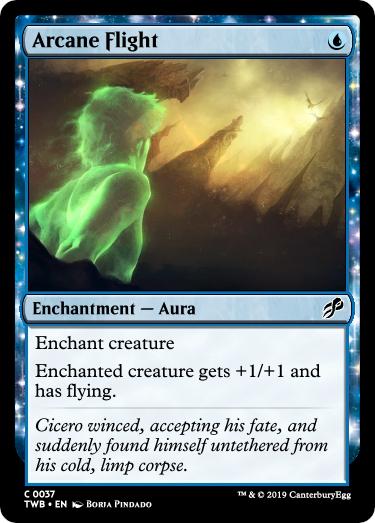 Arcane Flight
Enchantment — Aura
Enchant creature
Enchanted creature gets +1/+1 and
has flying.
Cicero winced, accepting his fate, and
suddenly found himself untethered from
his cold, limp corpse.
C 0037
™ & © 2019 CanterburyEgg
TWB • EN Borja Pindado